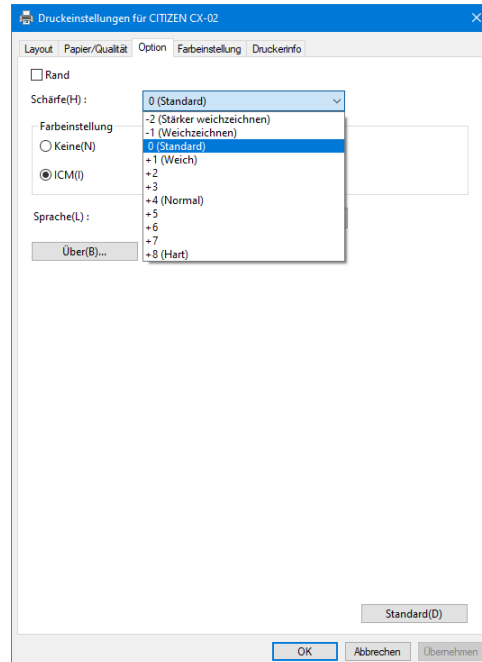 Druckeinstellungen für CITIZEN CX-02
Layout Papier/Qualität Option Farbeinstellung Druckerinfo
Rand
Schärfe(H) : 0 (Standard)
-2 (Stärker weichzeichnen)
-1 (Weichzeichnen)
0 (Standard)
+1 (Weich)
+2
+3
+4 (Normal)
+5
+6
+7
+8 (Hart)
Farbeinstellung
Keine(N)
ICM(I)
Sprache(L) :
Über(B)...
Standard(D)
OK Abbrechen Übernehmen